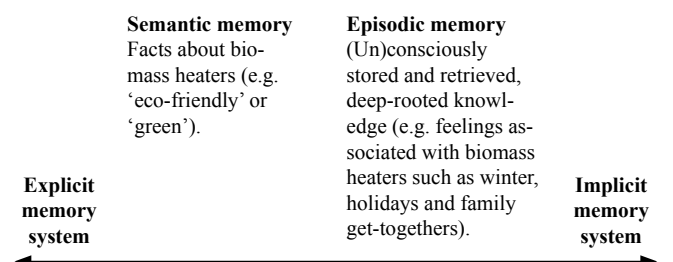 Semantic memory
Facts about bio-
mass heaters (e.g.
‘eco-friendly’ or
‘green’).
Episodic memory
(Un)consciously
stored and retrieved,
deep-rooted knowl-
edge (e.g. feelings as-
sociated with biomass
heaters such as winter,
holidays and family
get-togethers).
Explicit
memory
system
Implicit
memory
system